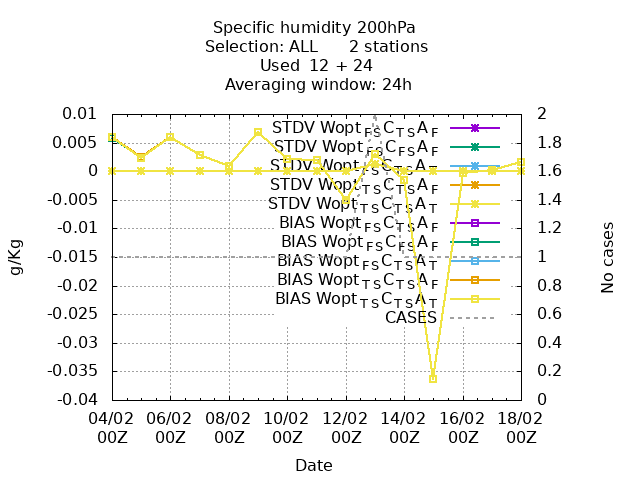 Specific humidity 200hPa
Selection: ALL 2 stations
Used 12 + 24
Averaging window: 24h
0.01 2
0.005 1.8
0 1.6
-0.005 1.4
-0.01 1.2
-0.015 1
-0.02 0.8
-0.025 0.6
-0.03 0.4
-0.035 0.2
-0.04 0
g/Kg
No cases
STDV Wopt FS C TS A F
STDV Wopt FS C FS A F
STDV Wopt TS C TS A T
STDV Wopt TS C TS A F
STDV Wopt TS C TS A T
BIAS Wopt FS C TS A F
BIAS Wopt FS C FS A F
BIAS Wopt FS C TS A T
BIAS Wopt TS C TS A F
BIAS Wopt TS C TS A T
CASES
04/02 06/02 08/02 10/02 12/02 14/02 16/02 18/02
00Z 00Z 00Z 00Z 00Z 00Z 00Z 00Z
Date